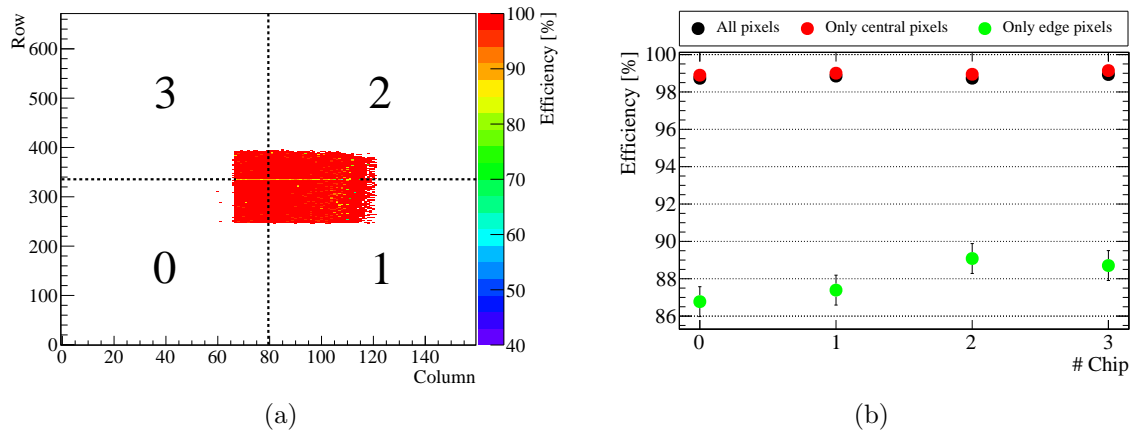 Row
600
500
400
300
200
100
0
3
2
0
1
0 20 40 60 80 100 120 140
Column
100
90
80
70
60
50
40
Efficiency [%]
(a)
All pixels Only central pixels Only edge pixels
Efficiency [%]
100
98
96
94
92
90
88
86
0 1 2 3
# Chip
(b)